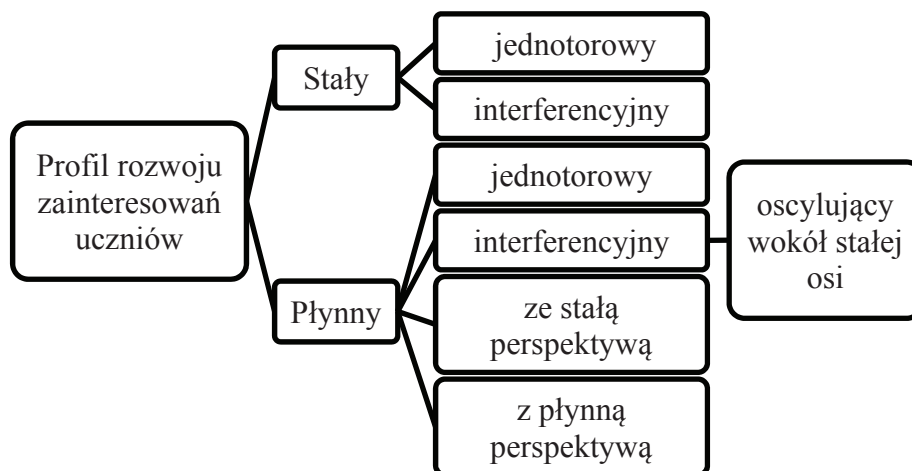 Profil rozwoju
zainteresowań
uczniów
Stały
jednotorowy
interferencyjny
Płynny
jednotorowy
interferencyjny
oscylujący
wokół stałej
osi
ze stałą
perspektywą
z płynną
perspektywą